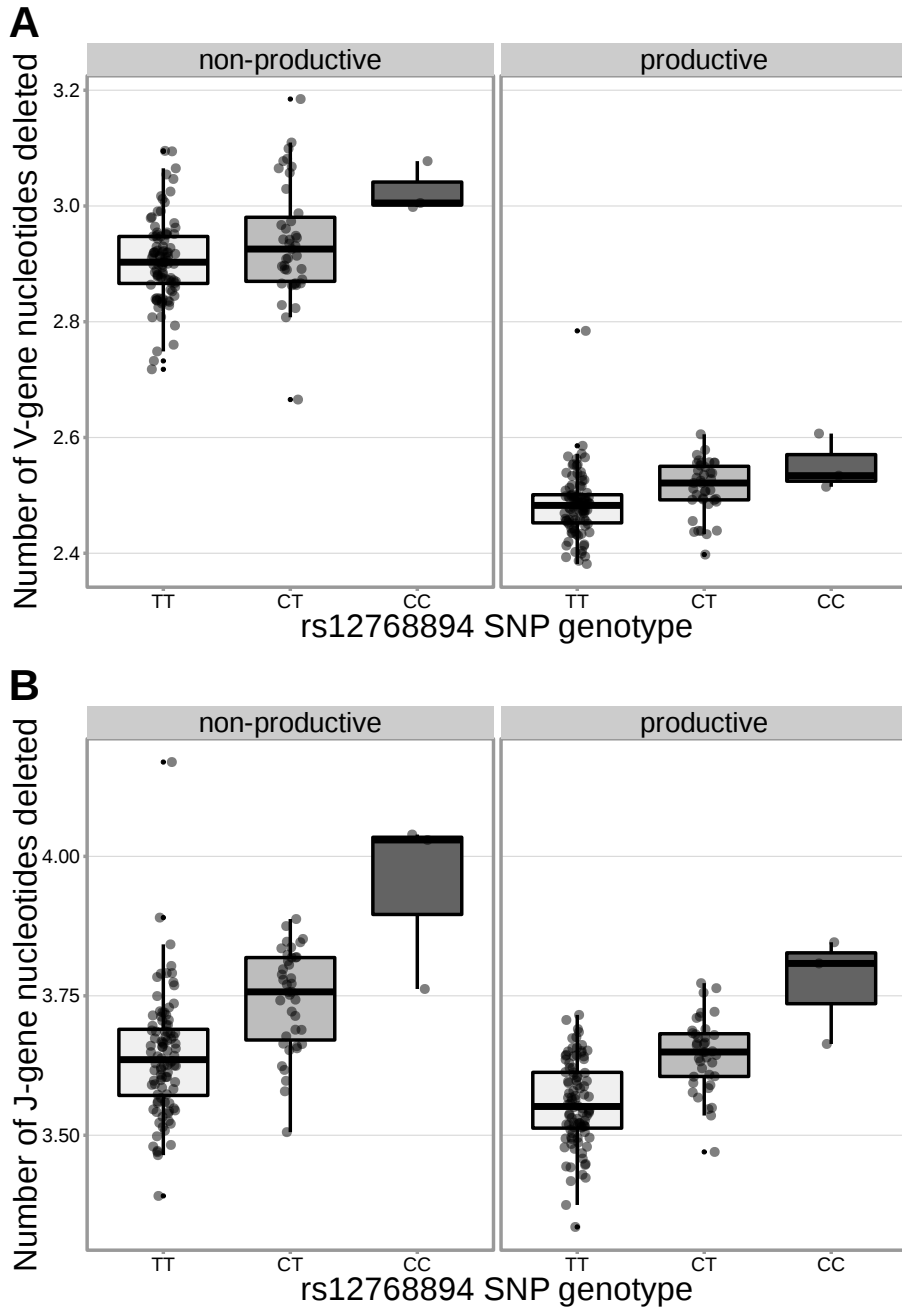 A
non-productive
productive
Number of V-gene nucleotides deleted
3.2
3.0
2.8
2.6
2.4
TT
CT
CC
TT
CT
CC
rs12768894 SNP genotype
B
non-productive
productive
Number of J-gene nucleotides deleted
4.00
3.75
3.50
TT
CT
CC
TT
CT
CC
rs12768894 SNP genotype